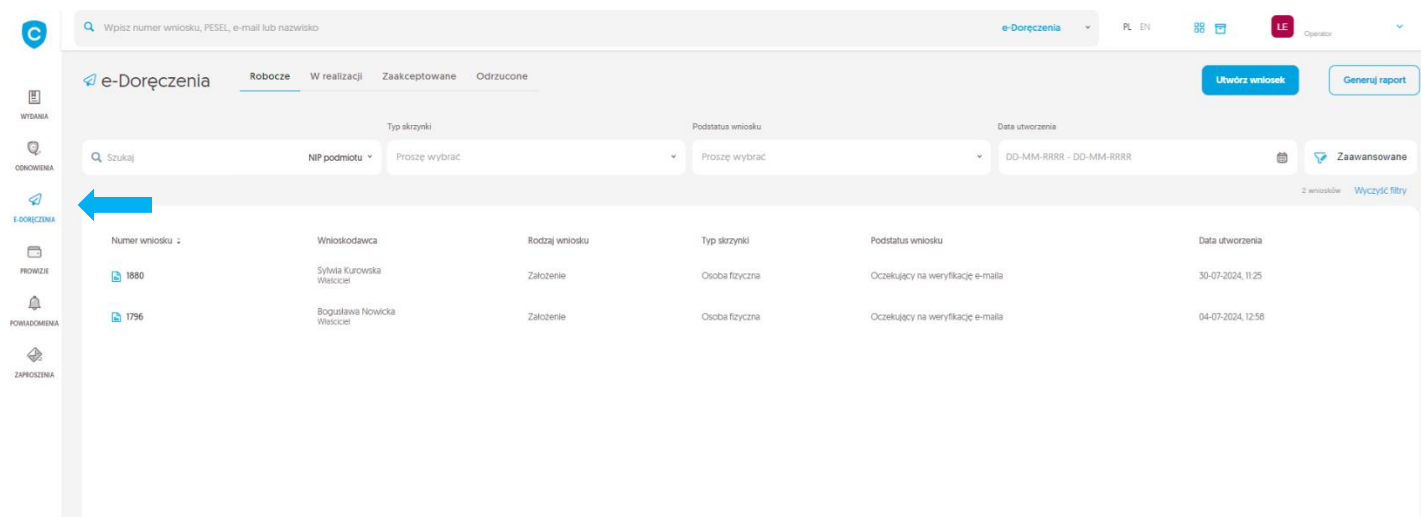 C
Wpisz numer wniosku, PESEL, e-mail lub nazwisko
e-Doręczenia
PL EN
LE
Operator
e-Doręczenia
Robocze W realizacji Zaakceptowane Odrzucone
Utwórz wniosek
Generuj raport
WYDANIA
ODNOWIENIA
E-DORĘCZENIA
PROWIZJE
POWIADOMIENIA
ZAPROSZENIA
Typ skrzynki Podstatus wniosku Data utworzenia
Szukaj NIP podmiotu Proszę wybrać Proszę wybrać DD-MM-RRRR - DD-MM-RRRR Zaawansowane
2 wniosków Wyczyść filtry
Numer wniosku Wnioskodawca Rodzaj wniosku Typ skrzynki Podstatus wniosku Data utworzenia
1880 Sylwia Kurowska Założenie Osoba fizyczna Oczekujący na weryfikację e-maila 30-07-2024, 11:25
Właściciel
1796 Bogusława Nowicka Założenie Osoba fizyczna Oczekujący na weryfikację e-maila 04-07-2024, 12:58
Właściciel